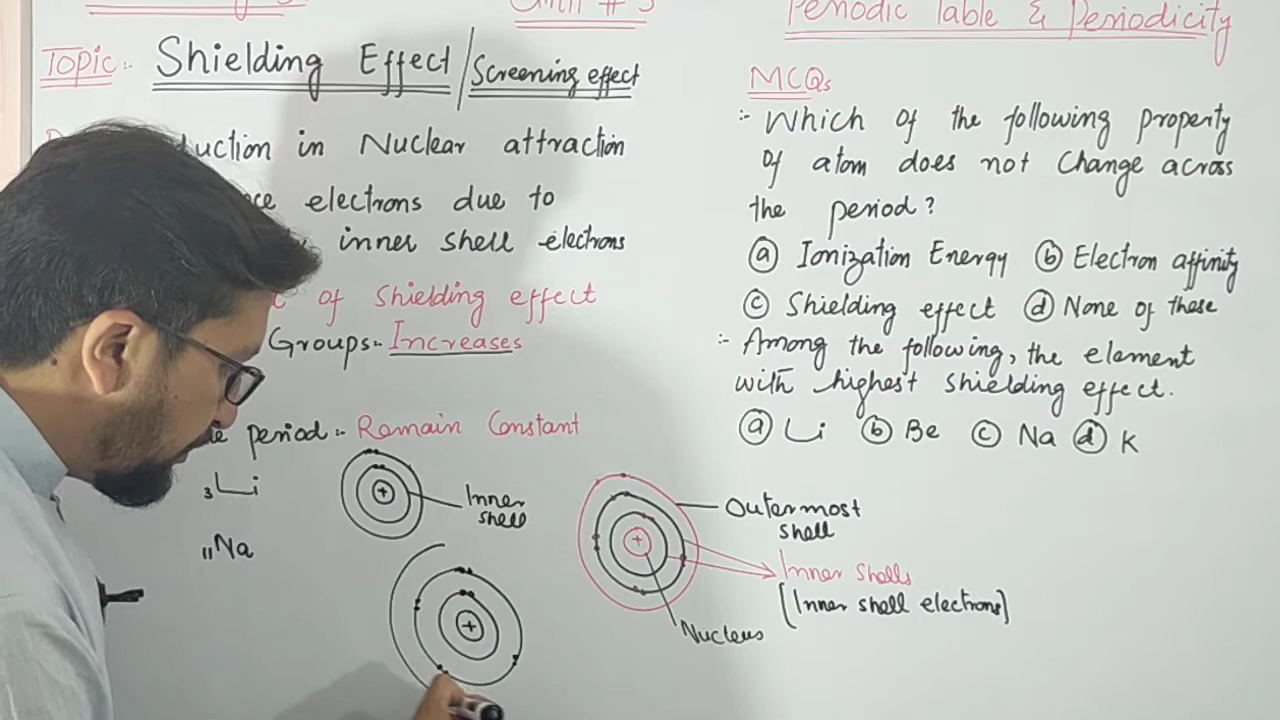 Periodic Table & Periodicity
Topic:- Shielding Effect / Screening effect
uction in Nuclear attraction
electrons due to
inner shell electrons
of Shielding effect
Groups:- Increases
period:- Remain Constant
3Li
11Na
+
Inner
shell
+
MCQs
:- Which of the following property
of atom does not change across
the period?
(a) Ionization Energy (b) Electron affinity
(c) Shielding effect (d) None of these
:- Among the following, the element
with highest shielding effect.
(a) Li (b) Be (c) Na (d) K
+
Outermost
shell
Inner shells
[Inner shell electrons]
Nucleus